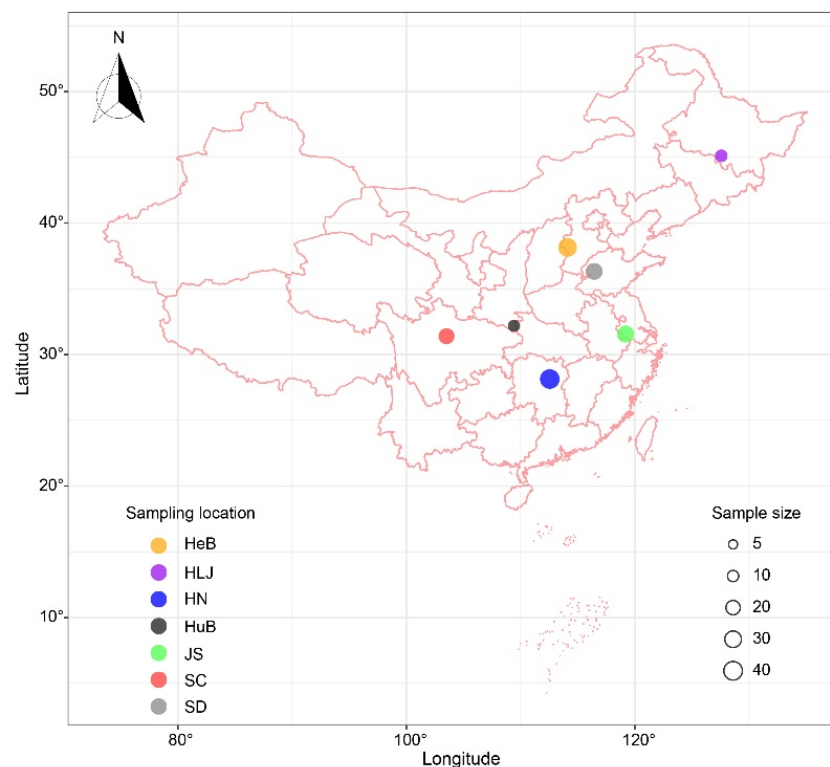 N
50°
40°
30°
20°
10°
Latitude
Sampling location
HeB
HLJ
HN
HuB
JS
SC
SD
Sample size
5
10
20
30
40
80°
100°
120°
Longitude